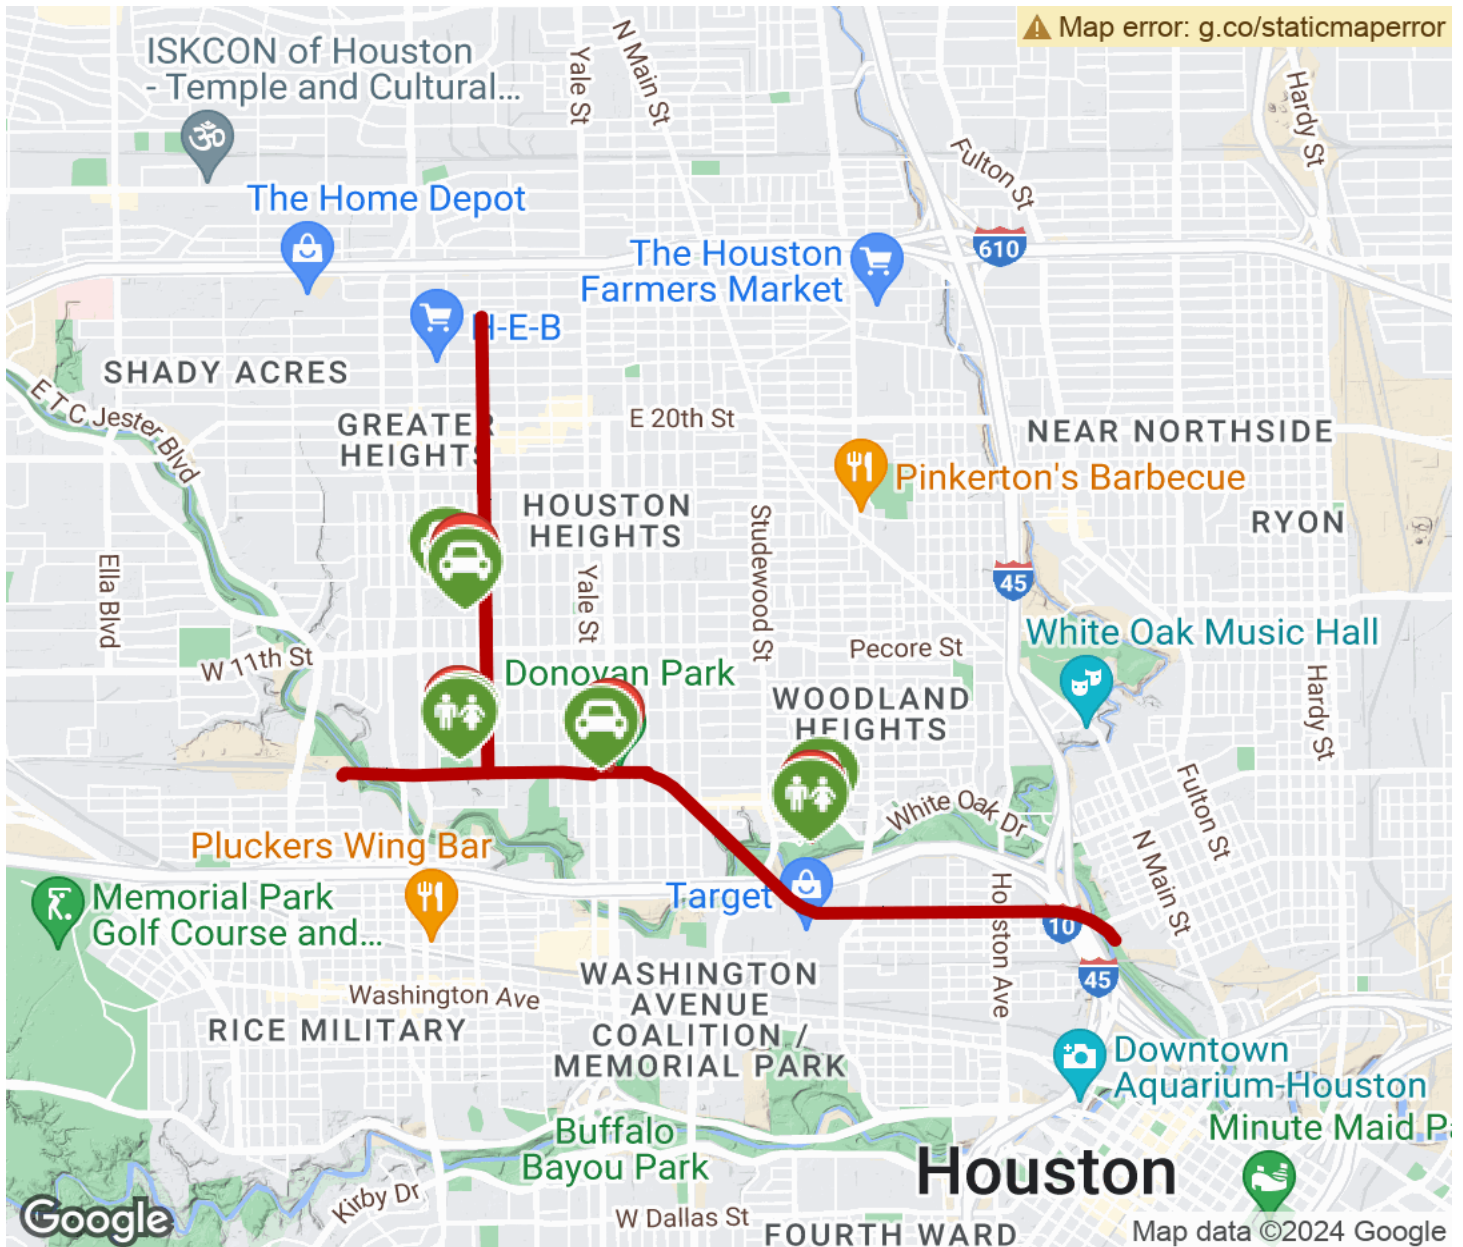 Map error: g.co/staticmaperror
ISKCON of Houston
- Temple and Cultural...
Yale St
N Main St
Hardy St
Fulton St
The Home Depot
610
The Houston
Farmers Market
H-E-B
SHADY ACRES
E T C Jester Blvd
GREATER
HEIGHTS
E 20th St
NEAR NORTHSIDE
Pinkerton's Barbecue
HOUSTON
HEIGHTS
Studewood St
RYON
Ella Blvd
Yale St
45
White Oak Music Hall
W 11th St
Pecore St
Donovan Park
WOODLAND
HEIGHTS
Hardy St
Fulton St
White Oak Dr
N Main St
Pluckers Wing Bar
Target
Houston Ave
Memorial Park
Golf Course and...
10
45
WASHINGTON
AVENUE
COALITION /
MEMORIAL PARK
Washington Ave
RICE MILITARY
Downtown
Aquarium-Houston
Buffalo
Bayou Park
Minute Maid Pa
Houston
Kirby Dr
W Dallas St
FOURTH WARD
Google
Map data ©2024 Google